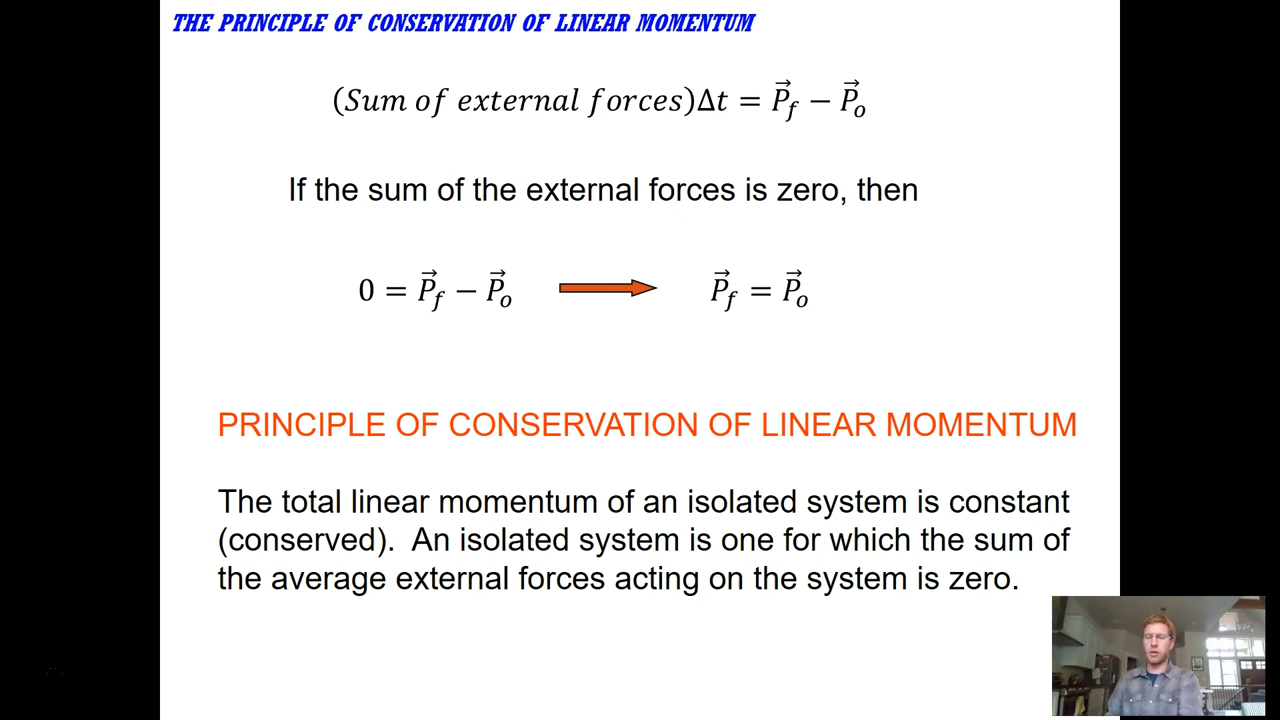 THE PRINCIPLE OF CONSERVATION OF LINEAR MOMENTUM
(Sum of external forces)Δt = P⃗f − P⃗o
If the sum of the external forces is zero, then
0 = P⃗f − P⃗o P⃗f = P⃗o
PRINCIPLE OF CONSERVATION OF LINEAR MOMENTUM
The total linear momentum of an isolated system is constant
(conserved). An isolated system is one for which the sum of
the average external forces acting on the system is zero.